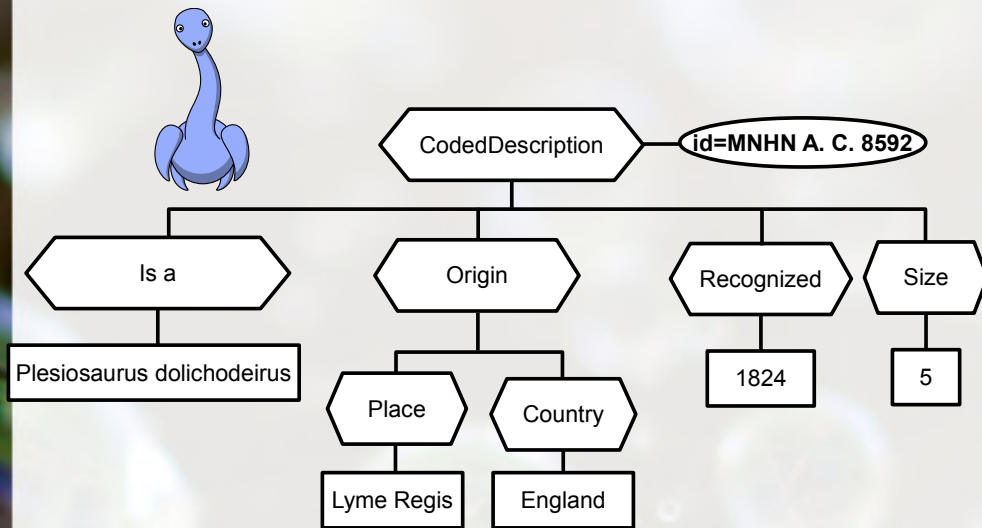 CodedDescription
id=MNHN A. C. 8592
Is a
Origin
Recognized
Size
Plesiosaurus dolichodeirus
1824
5
Place
Country
Lyme Regis
England